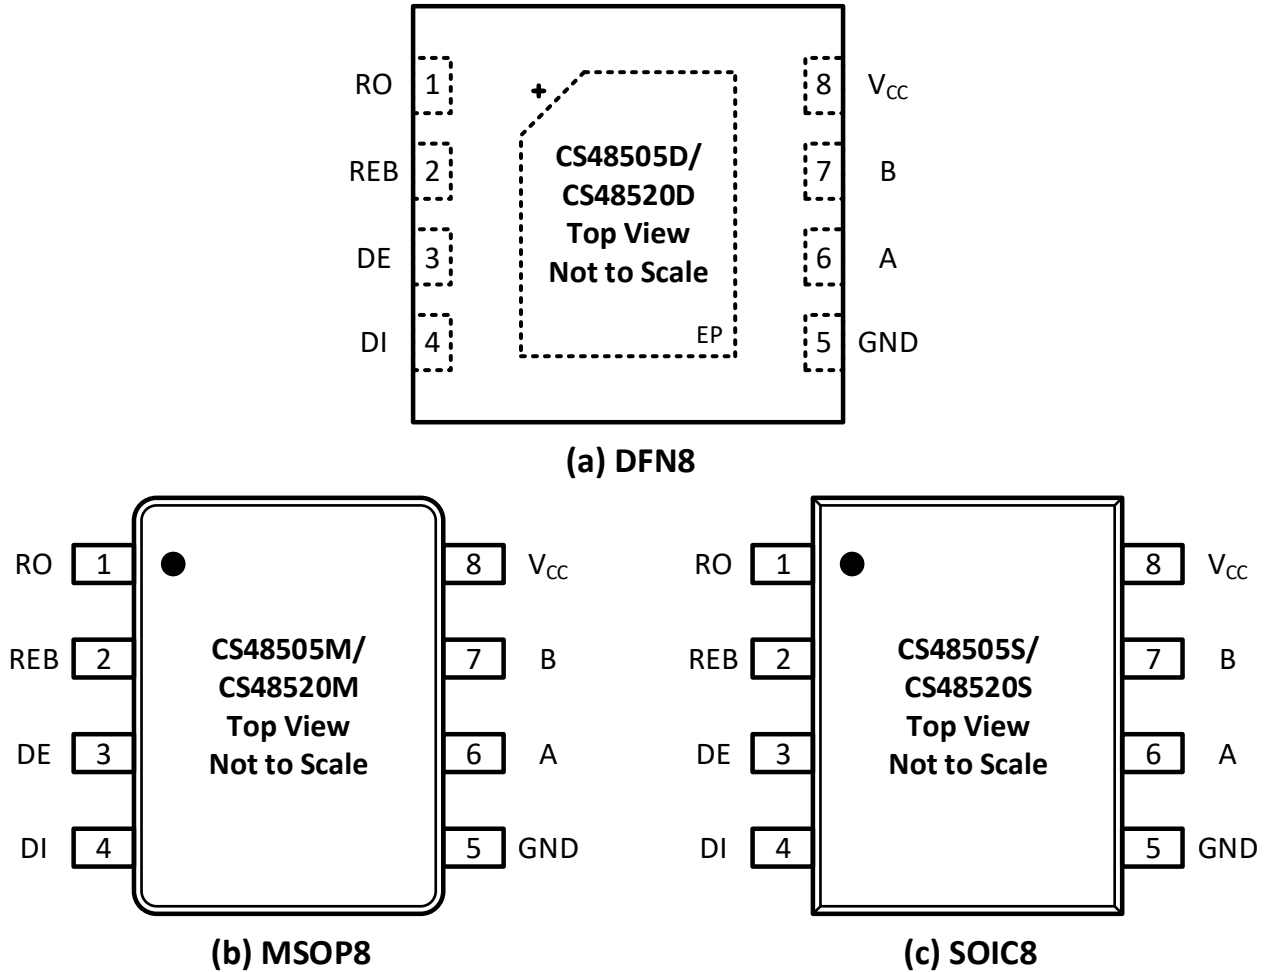 RO 1 + 8 VCC
CS48505D/
REB 2 CS48520D 7 B
Top View
DE 3 Not to Scale 6 A
DI 4 EP 5 GND
(a) DFN8
RO 1 8 VCC
REB 2 CS48505M/ 7 B
CS48520M
Top View
DE 3 Not to Scale 6 A
DI 4 5 GND
(b) MSOP8
RO 1 8 VCC
REB 2 CS48505S/ 7 B
CS48520S
Top View
DE 3 Not to Scale 6 A
DI 4 5 GND
(c) SOIC8